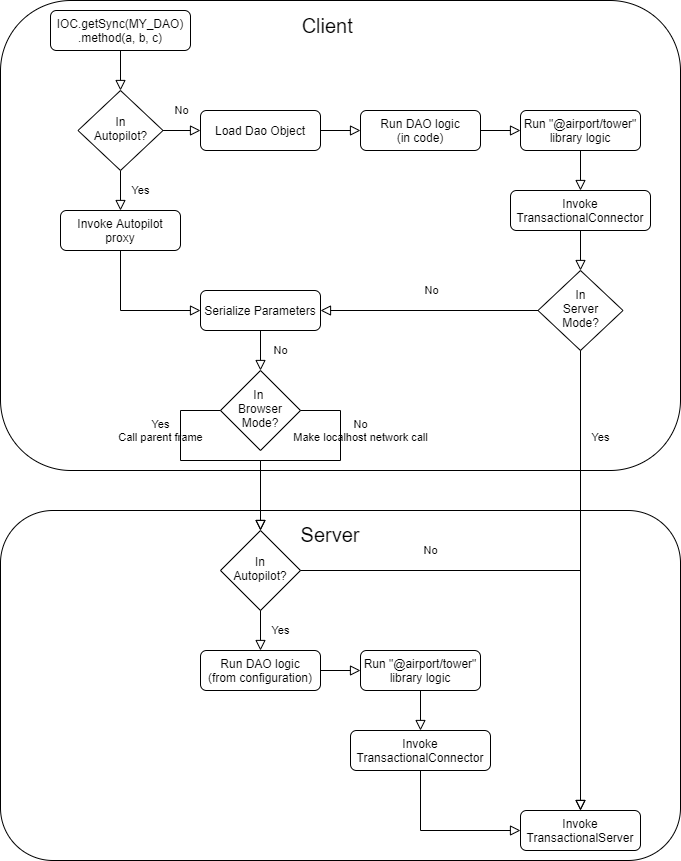 Client
IOC.getSync(MY_DAO)
.method(a, b, c)
In
Autopilot?
No
Load Dao Object
Run DAO logic
(in code)
Run "@airport/tower"
library logic
Yes
Invoke Autopilot
proxy
Invoke
TransactionalConnector
Serialize Parameters
No
In
Server
Mode?
No
In
Browser
Mode?
Yes
Call parent frame
No
Make localhost network call
Yes
Server
In
Autopilot?
No
Yes
Run DAO logic
(from configuration)
Run "@airport/tower"
library logic
Invoke
TransactionalConnector
Invoke
TransactionalServer